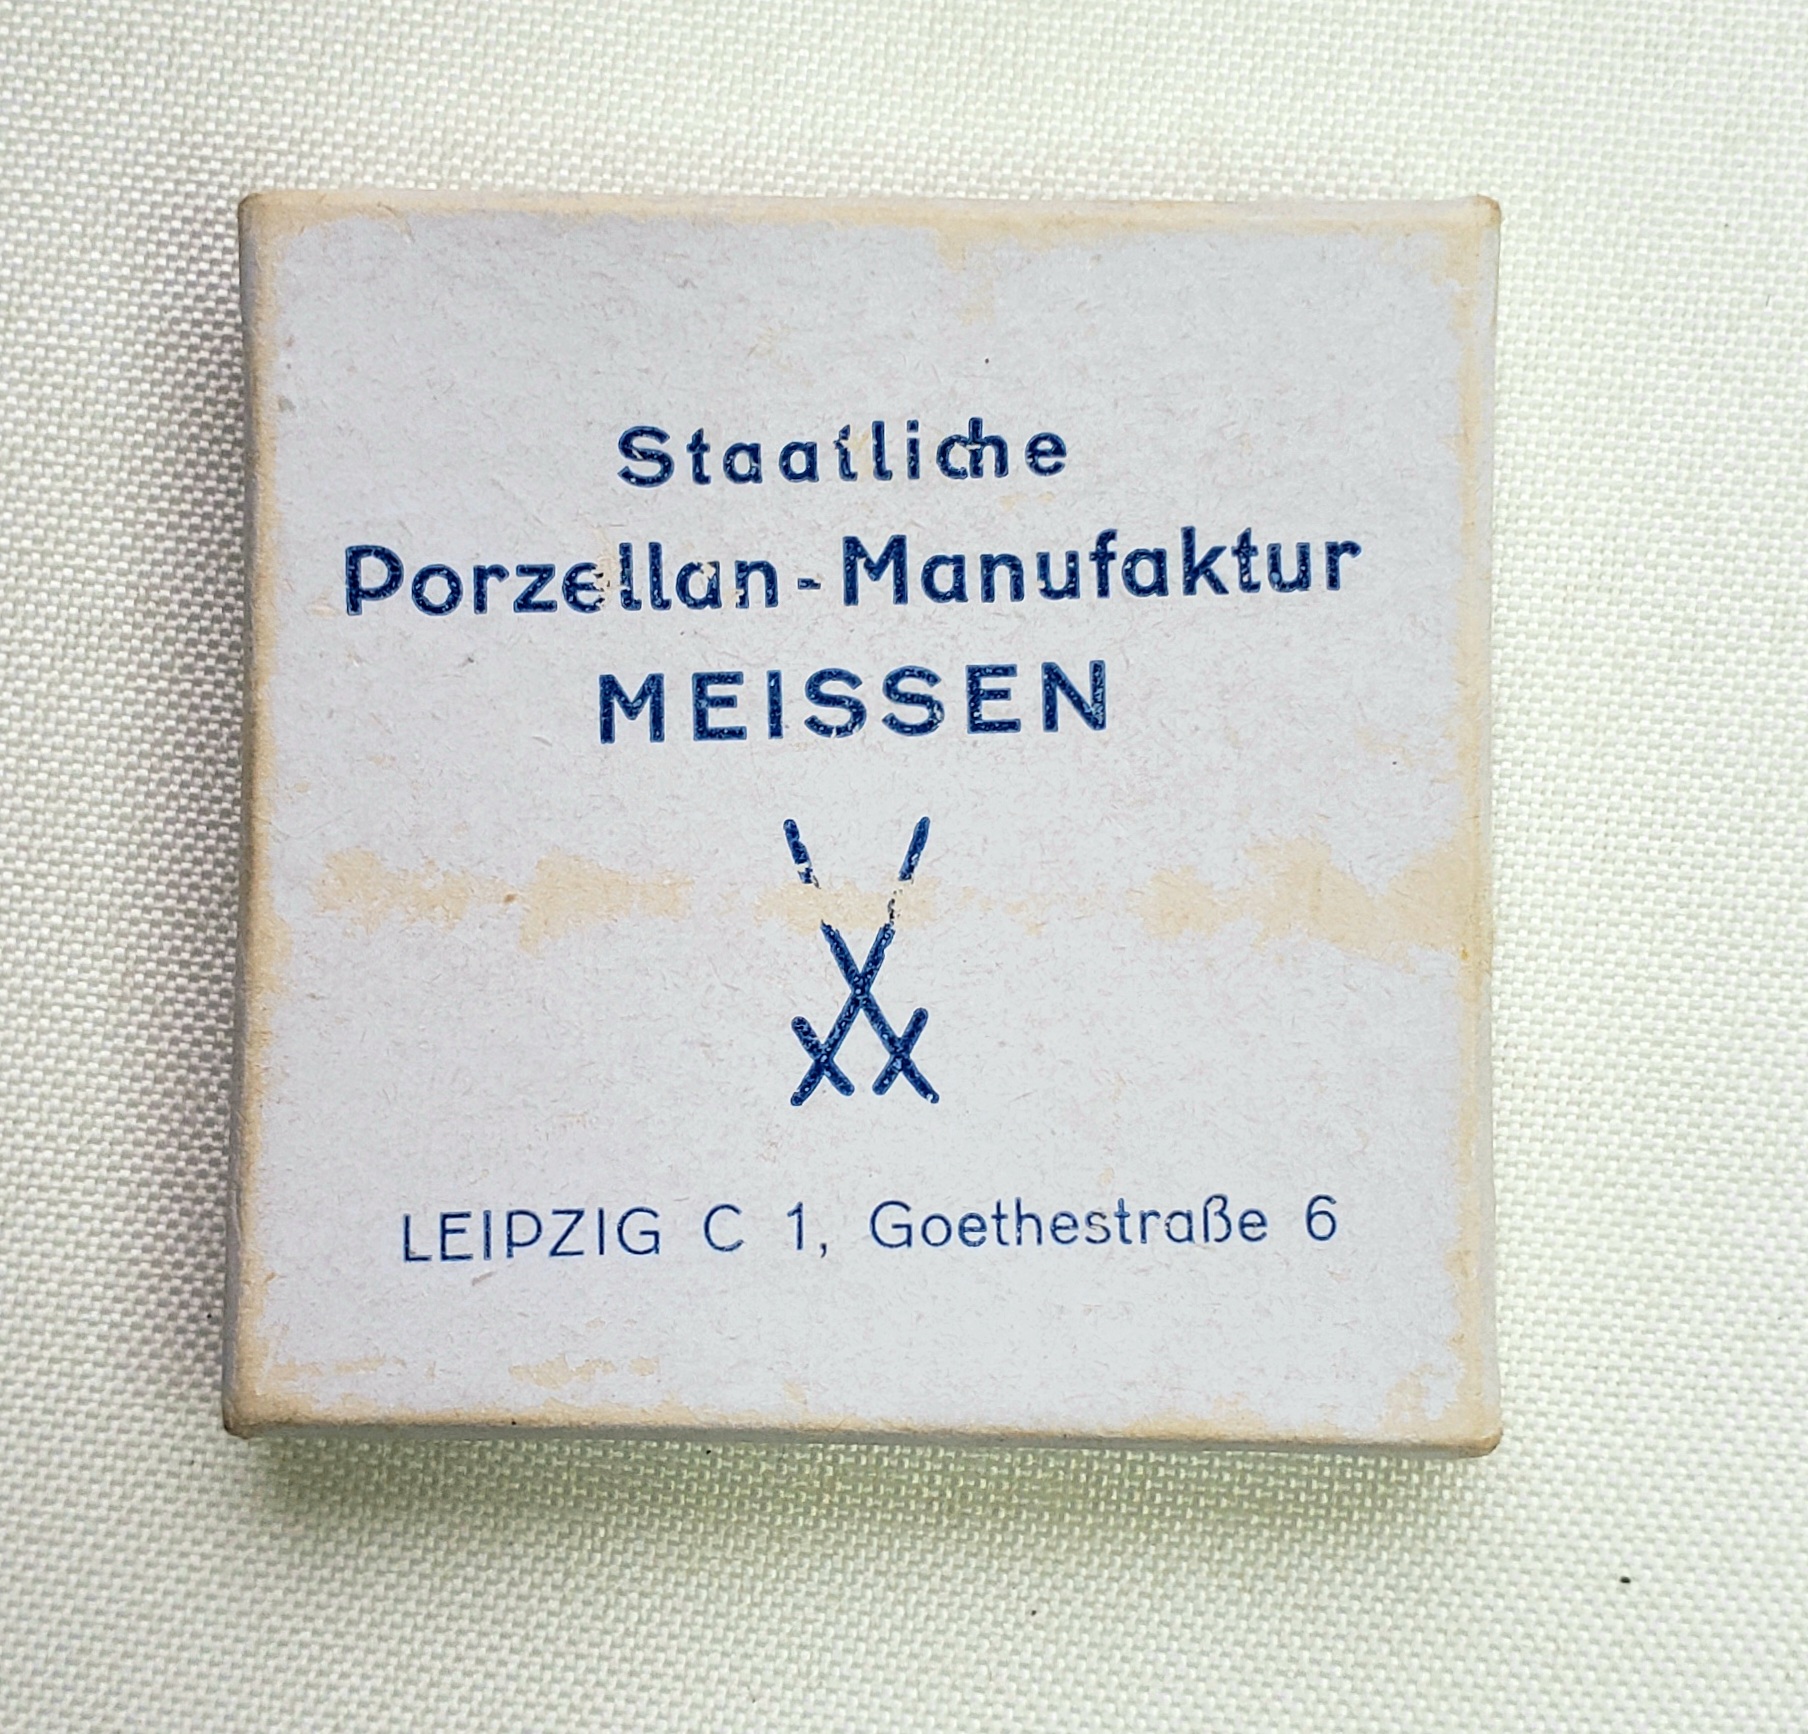 Staatliche
Porzellan-Manufaktur
MEISSEN
LEIPZIG C 1, Goethestraße 6